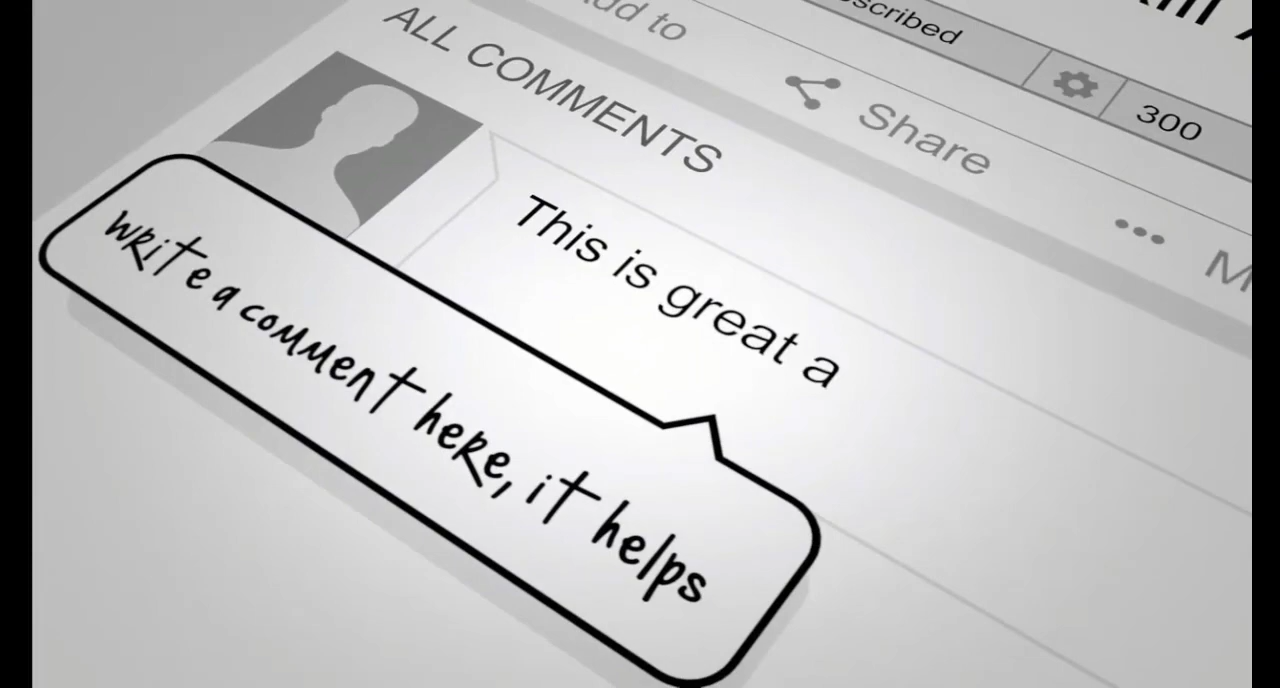 300
Share
ALL COMMENTS
This is great a
write a comment here, it helps